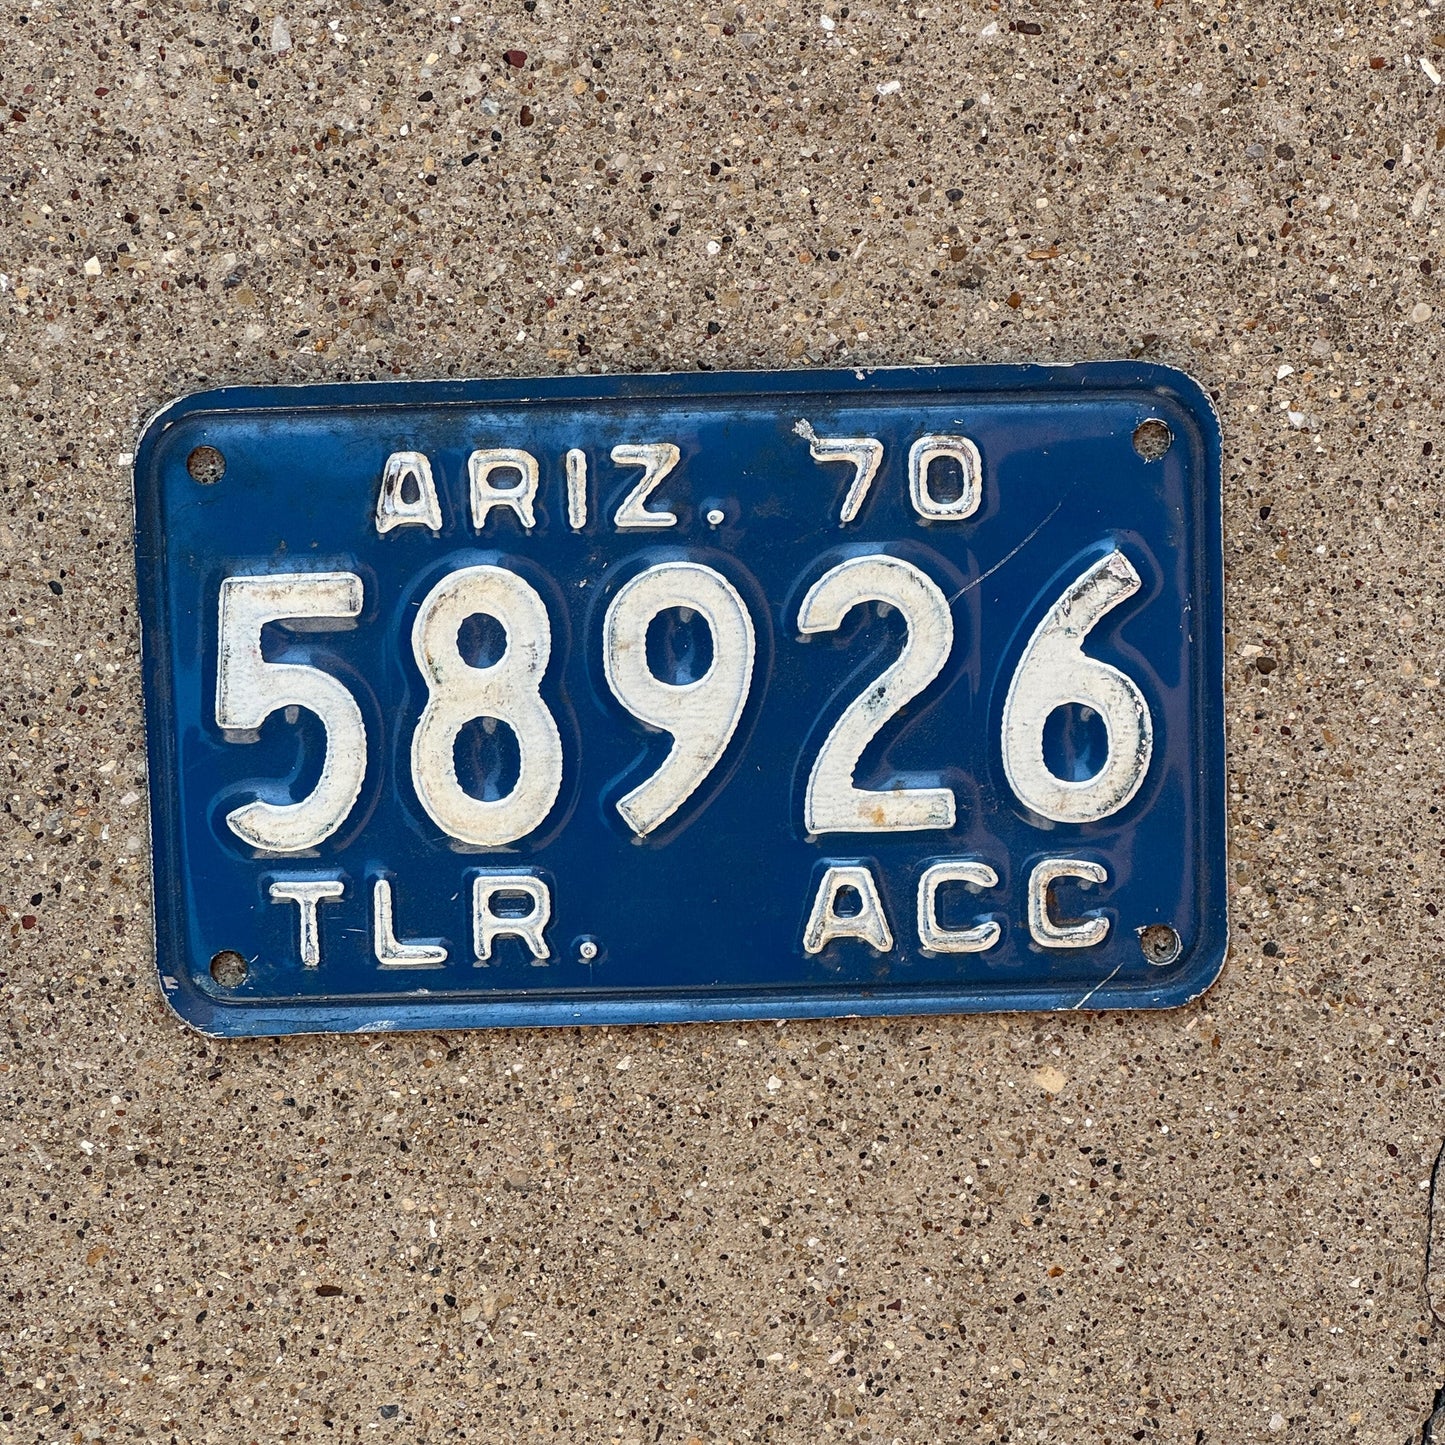 ARIZ. 70
58926
TLR. ACC